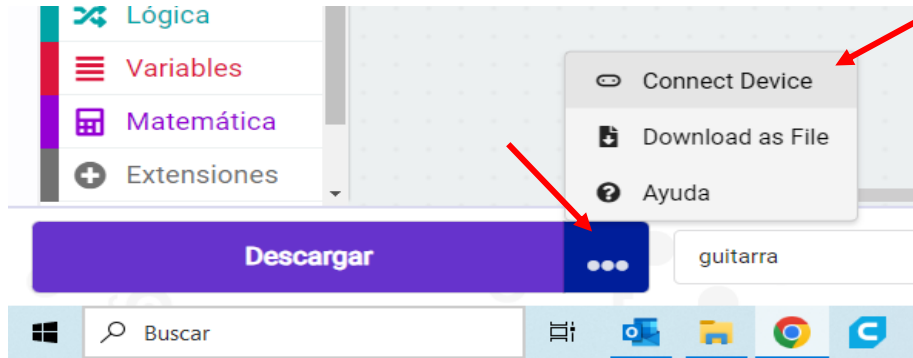 Lógica
Variables
Matemática
Extensiones
Connect Device
Download as File
Ayuda
Descargar
guitarra
Buscar